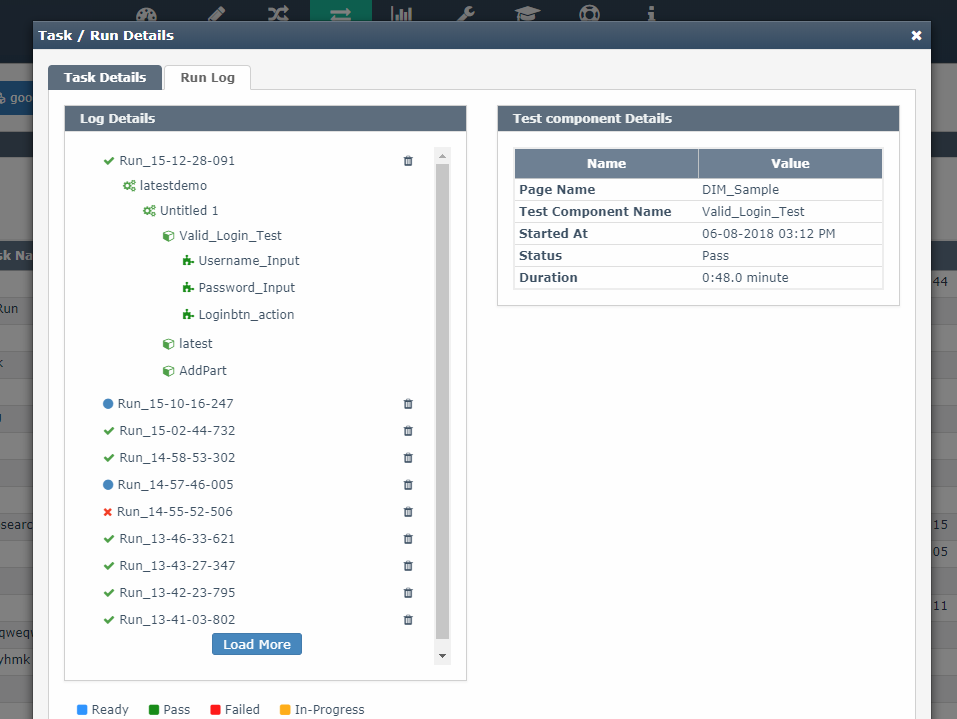 Task / Run Details
Task Details
Run Log
goo
Log Details
Run_15-12-28-091
latestdemo
Untitled 1
Valid_Login_Test
Username_Input
Password_Input
Loginbtn_action
latest
AddPart
Run_15-10-16-247
Run_15-02-44-732
Run_14-58-53-302
Run_14-57-46-005
Run_14-55-52-506
Run_13-46-33-621
Run_13-43-27-347
Run_13-42-23-795
Run_13-41-03-802
Load More
Ready Pass Failed In-Progress
Test component Details
Name Value
Page Name DIM_Sample
Test Component Name Valid_Login_Test
Started At 06-08-2018 03:12 PM
Status Pass
Duration 0:48.0 minute
sk Na
Run
searc
qweqw
yhmk
44
15
05
11